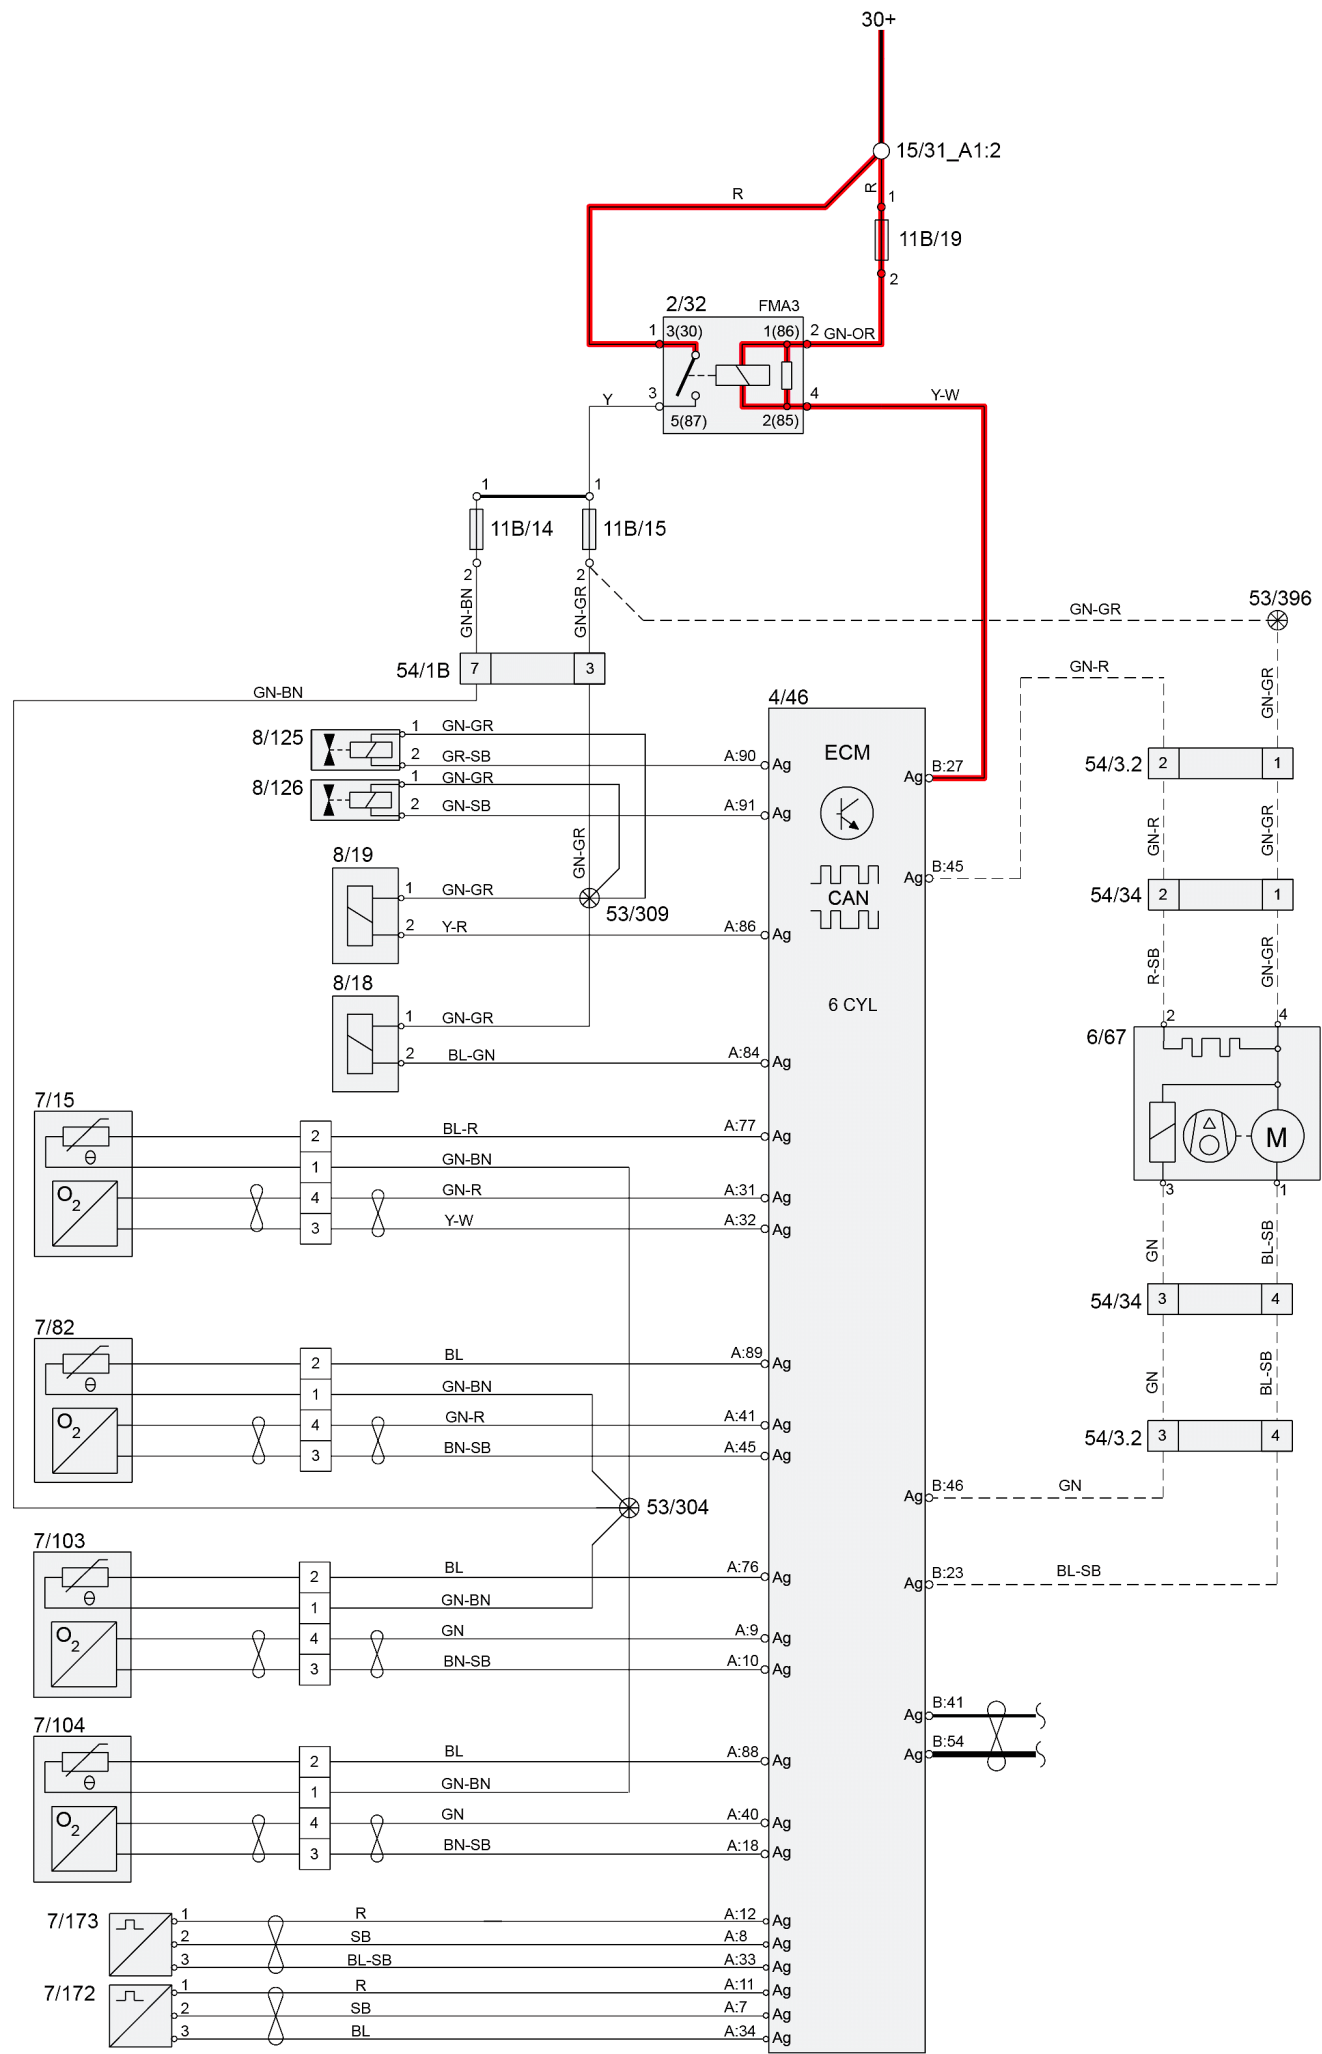 30+
15/31_A1:2
R
R
1
11B/19
2
2/32
FMA3
1
3(30)
1(86)
2
GN-OR
3
Y
5(87)
2(85)
4
Y-W
1
1
11B/14
11B/15
2
2
GN-BN
GN-GR
GN-GR
53/396
54/1B
7
3
GN-R
GN-GR
GN-BN
4/46
8/125
1
GN-GR
2
GR-SB
A:90
Ag
ECM
B:27
Ag
54/3.2
2
1
8/126
1
GN-GR
2
GN-SB
A:91
Ag
GN-R
GN-GR
GN-GR
8/19
1
GN-GR
53/309
2
Y-R
A:86
Ag
CAN
B:45
Ag
54/34
2
1
R-SB
GN-GR
6 CYL
8/18
1
GN-GR
2
BL-GN
A:84
Ag
6/67
2
4
M
3
1
7/15
θ
O2
2
BL-R
A:77
Ag
1
GN-BN
4
GN-R
A:31
Ag
3
Y-W
A:32
Ag
GN
BL-SB
54/34
3
4
7/82
θ
O2
2
BL
A:89
Ag
1
GN-BN
4
GN-R
A:41
Ag
3
BN-SB
A:45
Ag
GN
BL-SB
54/3.2
3
4
53/304
B:46
Ag
GN
7/103
θ
O2
2
BL
A:76
Ag
1
GN-BN
4
GN
A:9
Ag
3
BN-SB
A:10
Ag
B:23
Ag
BL-SB
B:41
Ag
B:54
Ag
7/104
θ
O2
2
BL
A:88
Ag
1
GN-BN
4
GN
A:40
Ag
3
BN-SB
A:18
Ag
7/173
1
R
A:12
Ag
2
SB
A:8
Ag
3
BL-SB
A:33
Ag
7/172
1
R
A:11
Ag
2
SB
A:7
Ag
3
BL
A:34
Ag